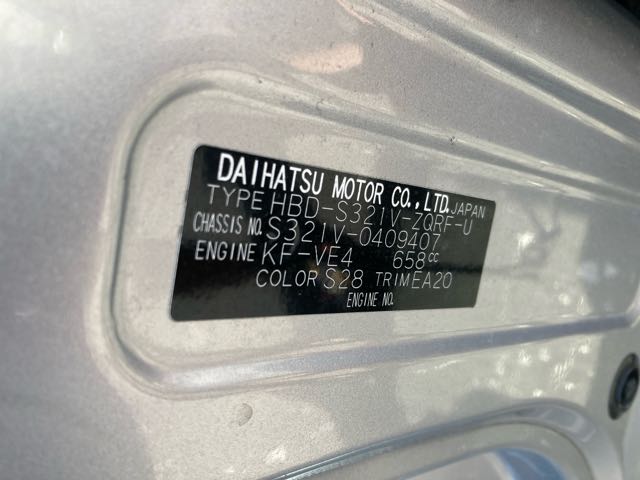 DAIHATSU MOTOR CO.,LTD. JAPAN
TYPE HBD-S321V-ZQRF-U
CHASSIS NO. S321V-0409407
ENGINE KF-VE4 658cc
COLOR S28 TRIM EA20
ENGINE NO.